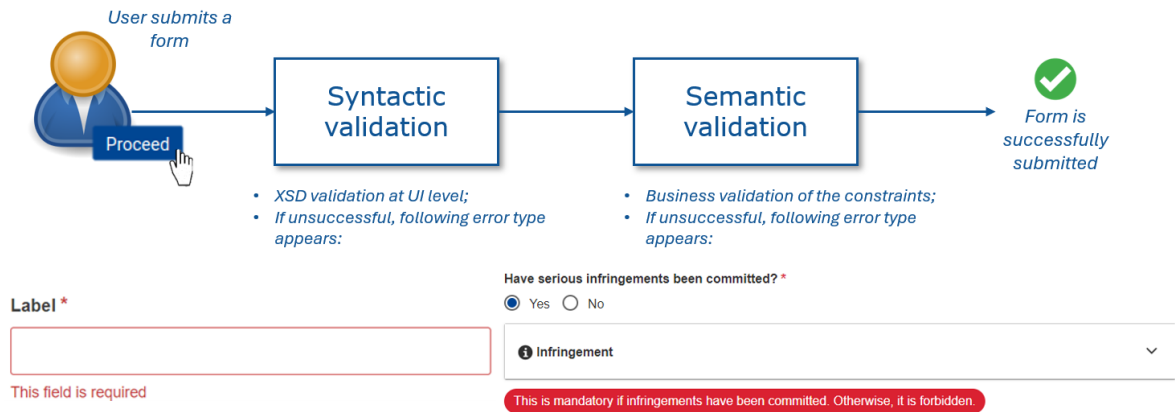 User submits a
form
Proceed
Syntactic
validation
Semantic
validation
Form is
successfully
submitted
• XSD validation at UI level;
• If unsuccessful, following error type
appears:
• Business validation of the constraints;
• If unsuccessful, following error type
appears:
Label *
This field is required
Have serious infringements been committed? *
Yes No
Infringement
This is mandatory if infringements have been committed. Otherwise, it is forbidden.